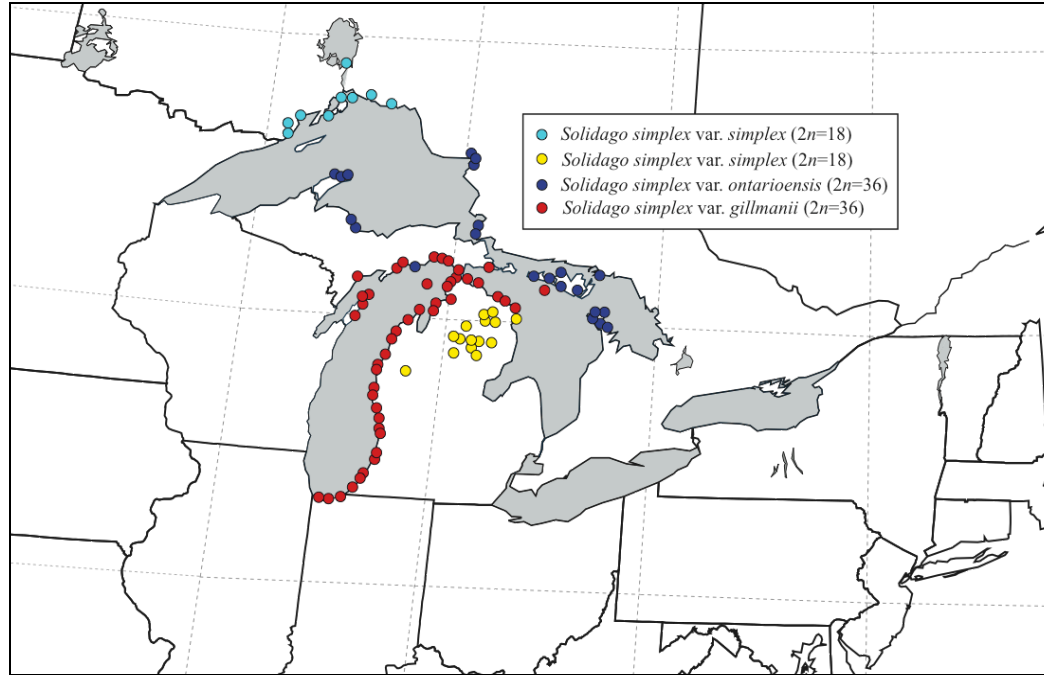 Solidago simplex var. simplex (2n=18)
Solidago simplex var. simplex (2n=18)
Solidago simplex var. ontarioensis (2n=36)
Solidago simplex var. gillmanii (2n=36)